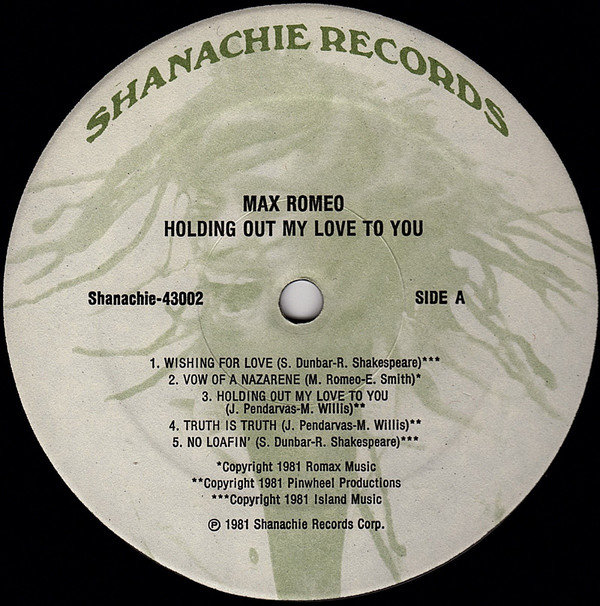 SHANACHIE RECORDS
MAX ROMEO
HOLDING OUT MY LOVE TO YOU
Shanachie-43002
SIDE A
1. WISHING FOR LOVE (S. Dunbar-R. Shakespeare)***
2. VOW OF A NAZARENE (M. Romeo-E. Smith)*
3. HOLDING OUT MY LOVE TO YOU
(J. Pendarvas-M. Willis)**
4. TRUTH IS TRUTH (J. Pendarvas-M. Willis)**
5. NO LOAFIN' (S. Dunbar-R. Shakespeare)***
*Copyright 1981 Romax Music
**Copyright 1981 Pinwheel Productions
***Copyright 1981 Island Music
℗ 1981 Shanachie Records Corp.